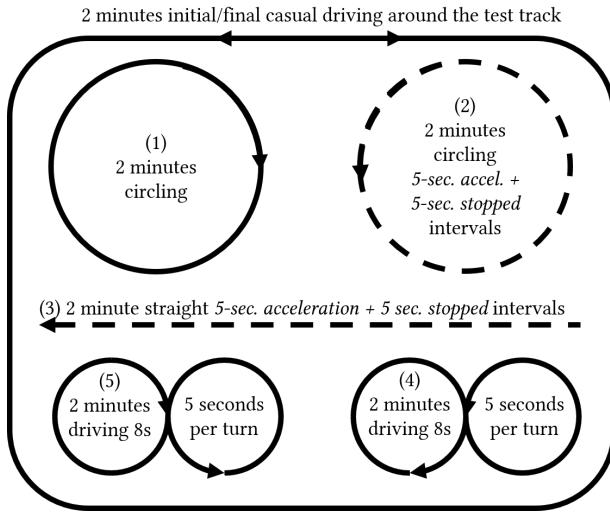 2 minutes initial/final casual driving around the test track
(1)
2 minutes
circling
(2)
2 minutes
circling
5-sec. accel. +
5-sec. stopped
intervals
(3) 2 minute straight 5-sec. acceleration + 5 sec. stopped intervals
(5)
2 minutes
driving 8s
5 seconds
per turn
(4)
2 minutes
driving 8s
5 seconds
per turn